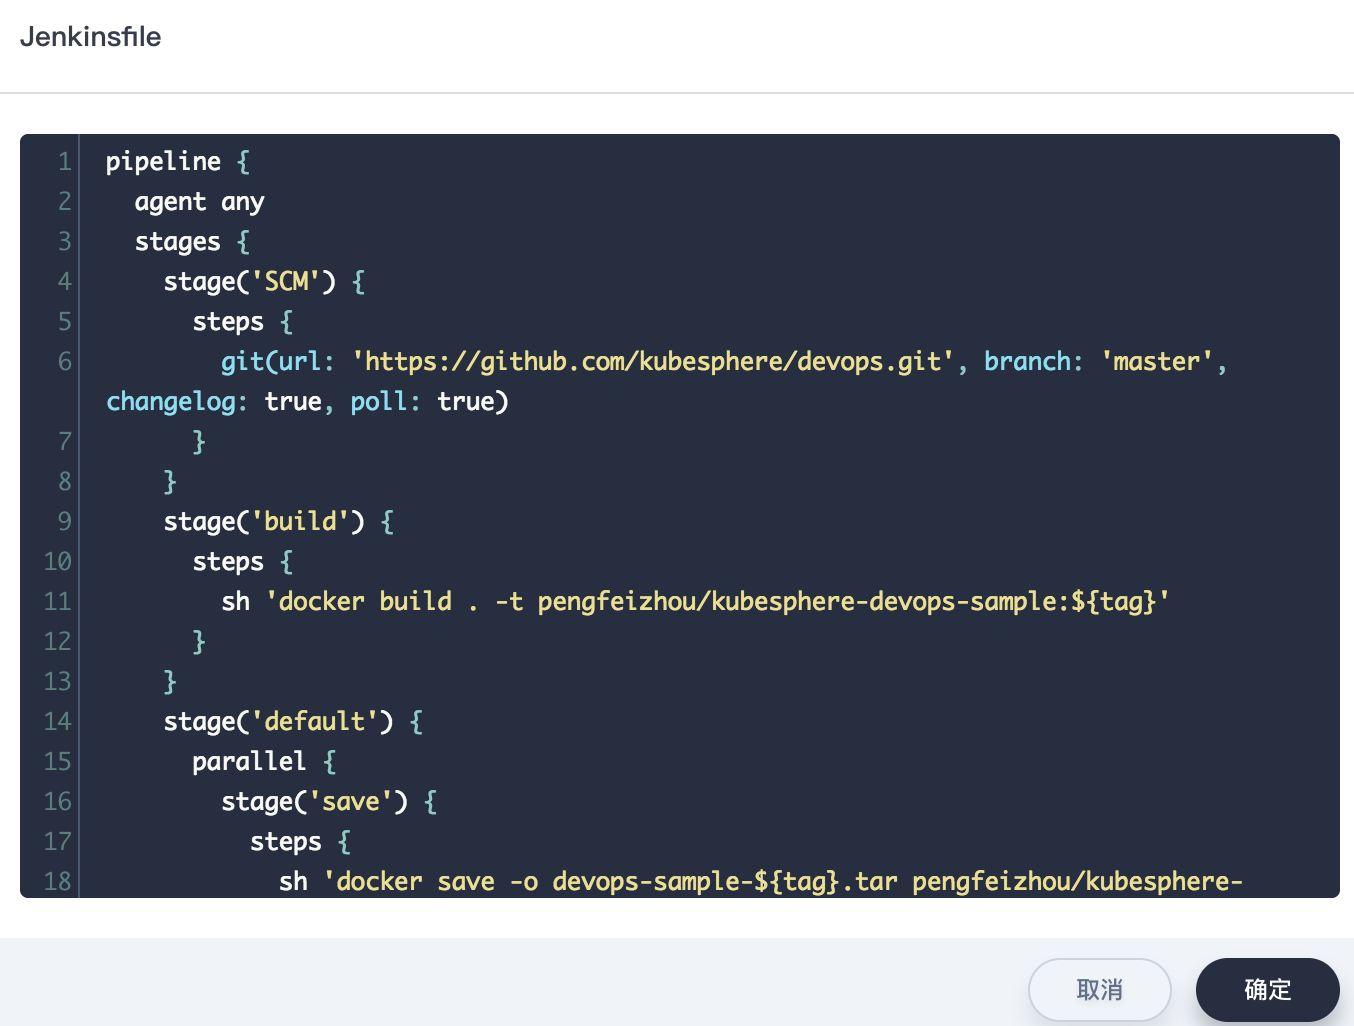 Jenkinsfile
1 pipeline {
2   agent any
3   stages {
4     stage('SCM') {
5       steps {
6         git(url: 'https://github.com/kubesphere/devops.git', branch: 'master',
changelog: true, poll: true)
7       }
8     }
9     stage('build') {
10       steps {
11         sh 'docker build . -t pengfeizhou/kubesphere-devops-sample:${tag}'
12       }
13     }
14     stage('default') {
15       parallel {
16         stage('save') {
17           steps {
18             sh 'docker save -o devops-sample-${tag}.tar pengfeizhou/kubesphere-
取消 确定